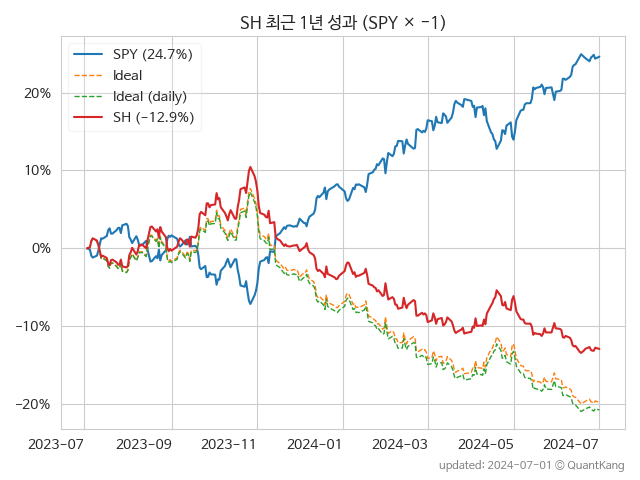 SH 최근 1년 성과 (SPY × −1)
SPY (24.7%)
Ideal
Ideal (daily)
SH (−12.9%)
20%
10%
0%
−10%
−20%
2023-07
2023-09
2023-11
2024-01
2024-03
2024-05
2024-07
updated: 2024-07-01 © QuantKang